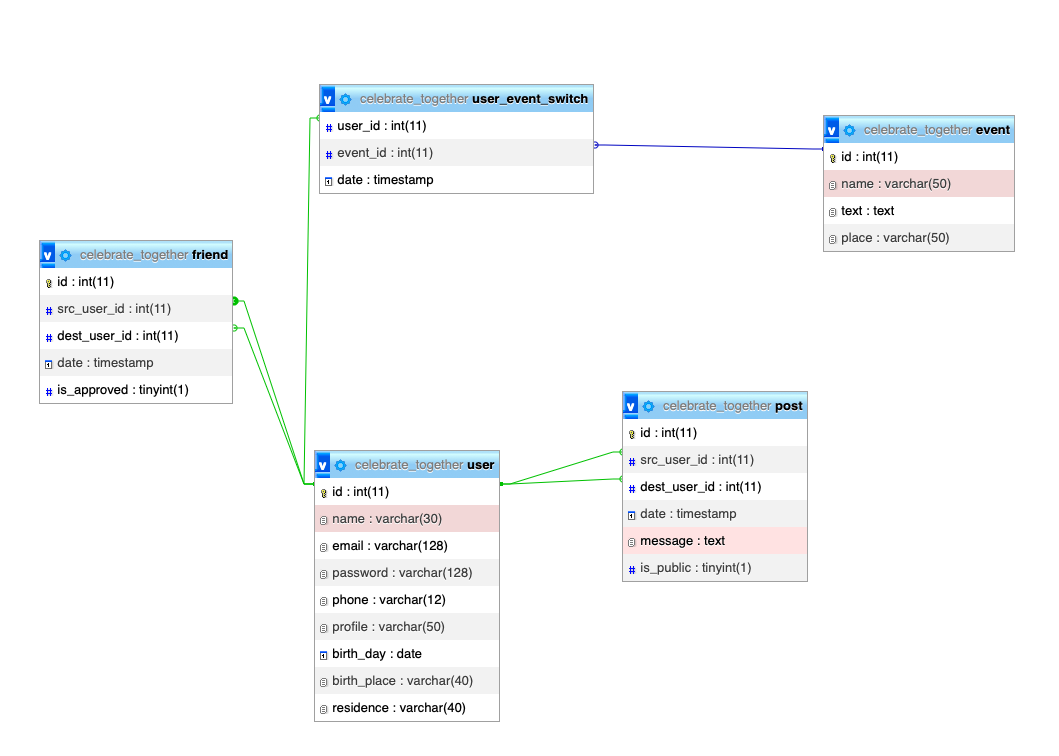 v celebrate_together user_event_switch
user_id : int(11)
event_id : int(11)
date : timestamp
v celebrate_together event
id : int(11)
name : varchar(50)
text : text
place : varchar(50)
v celebrate_together friend
id : int(11)
src_user_id : int(11)
dest_user_id : int(11)
date : timestamp
is_approved : tinyint(1)
v celebrate_together post
id : int(11)
src_user_id : int(11)
dest_user_id : int(11)
date : timestamp
message : text
is_public : tinyint(1)
v celebrate_together user
id : int(11)
name : varchar(30)
email : varchar(128)
password : varchar(128)
phone : varchar(12)
profile : varchar(50)
birth_day : date
birth_place : varchar(40)
residence : varchar(40)